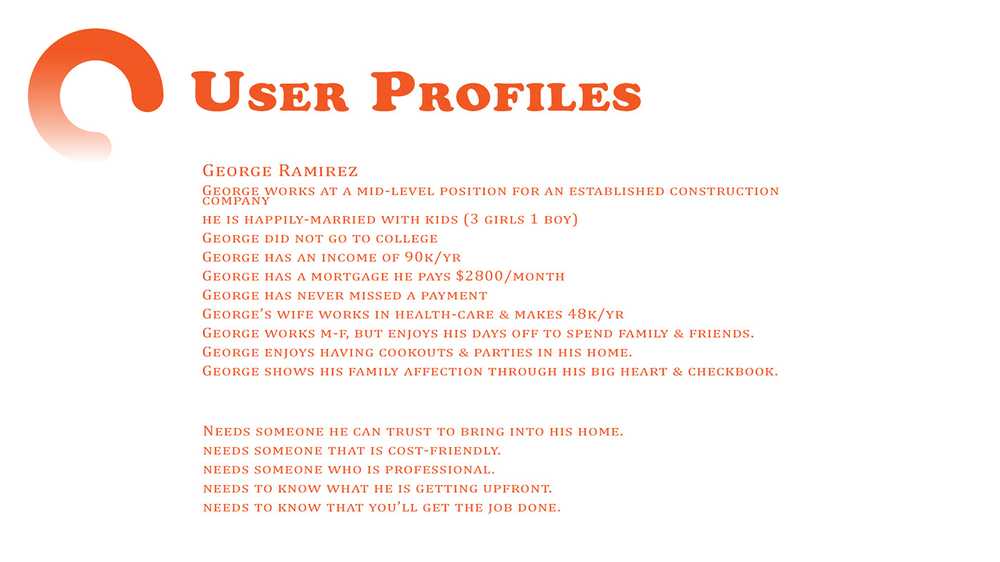 User Profiles
George Ramirez
George works at a mid-level position for an established construction
company
he is happily-married with kids (3 girls 1 boy)
George did not go to college
George has an income of 90k/yr
George has a mortgage he pays $2800/month
George has never missed a payment
George's wife works in health-care & makes 48k/yr
George works m-f, but enjoys his days off to spend family & friends.
George enjoys having cookouts & parties in his home.
George shows his family affection through his big heart & checkbook.
Needs someone he can trust to bring into his home.
needs someone that is cost-friendly.
needs someone who is professional.
needs to know what he is getting upfront.
needs to know that you'll get the job done.